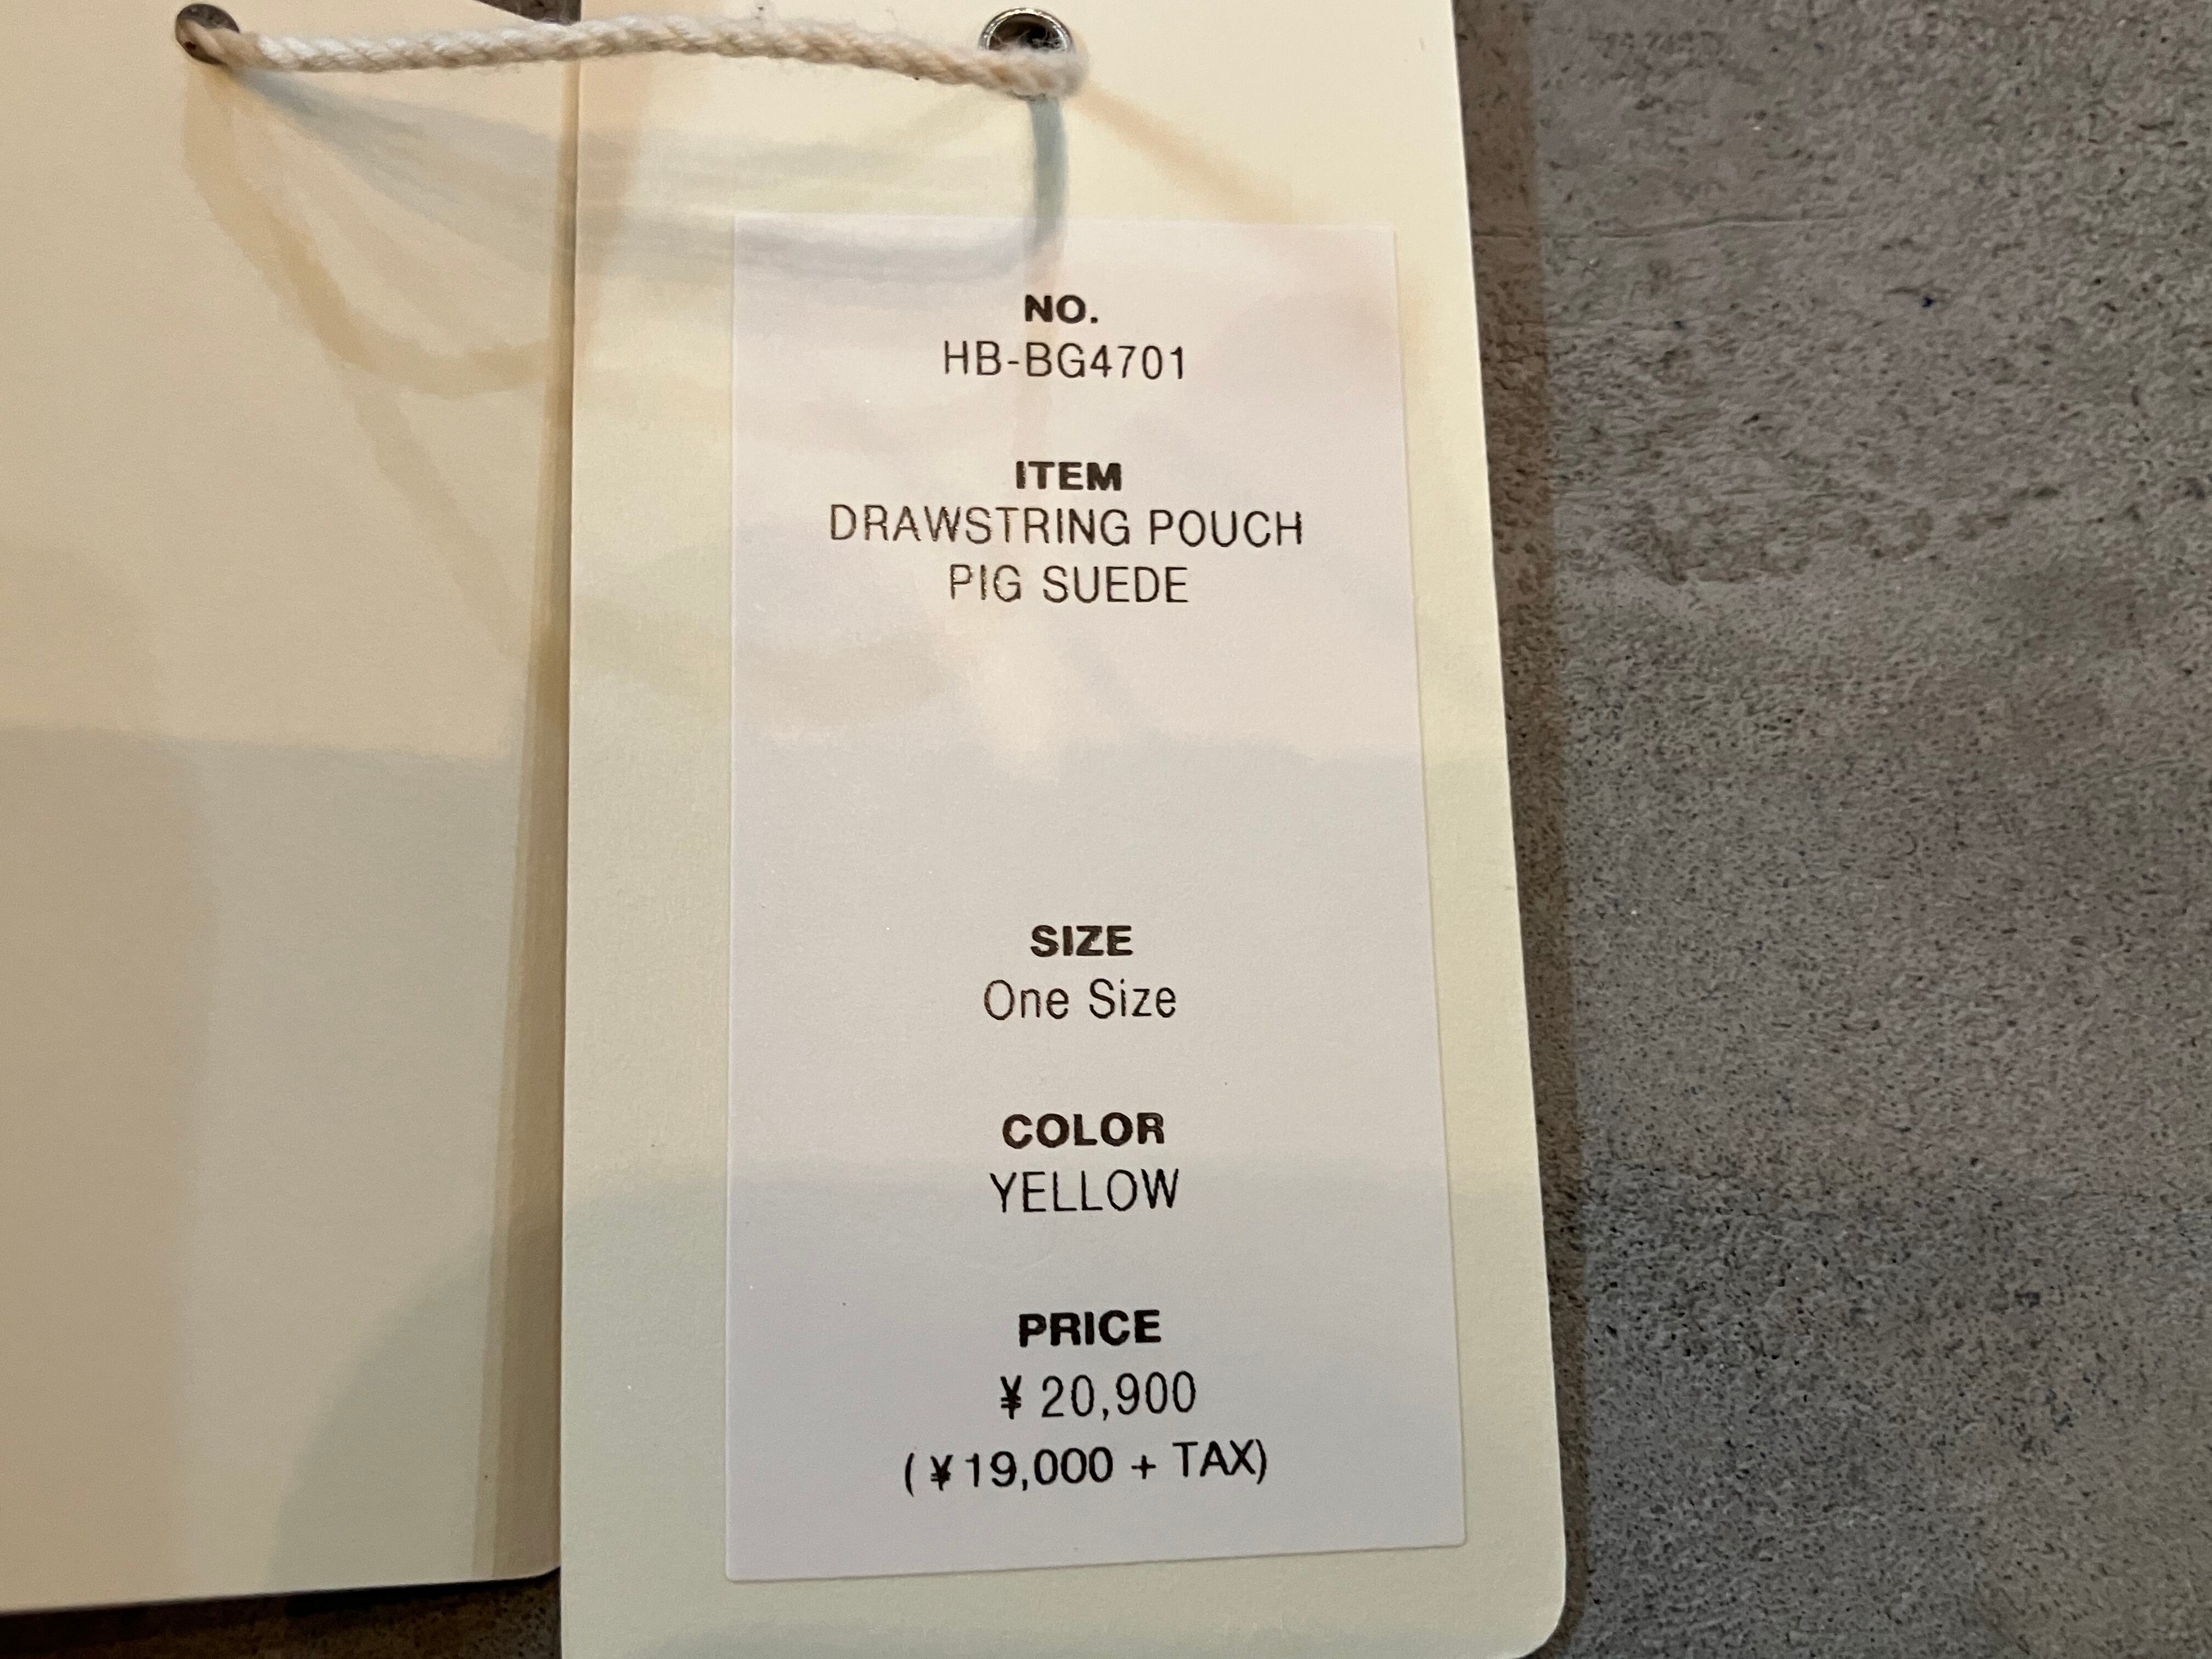 NO.
HB-BG4701
ITEM
DRAWSTRING POUCH
PIG SUEDE
SIZE
One Size
COLOR
YELLOW
PRICE
¥ 20,900
(¥19,000 + TAX)